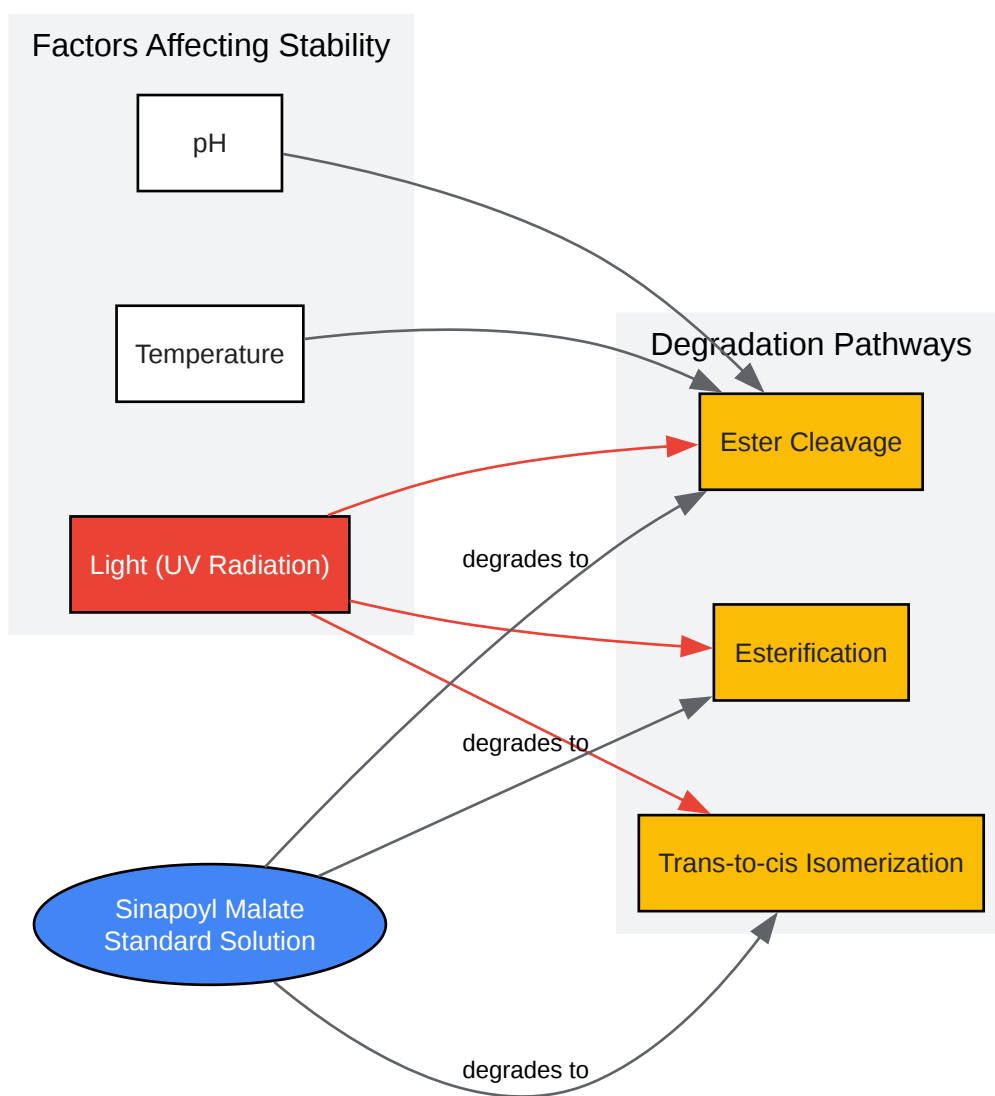 Factors Affecting Stability
pH
Temperature
Light (UV Radiation)
Degradation Pathways
Ester Cleavage
degrades to
Esterification
degrades to
Trans-to-cis Isomerization
Sinapoyl Malate
Standard Solution
degrades to